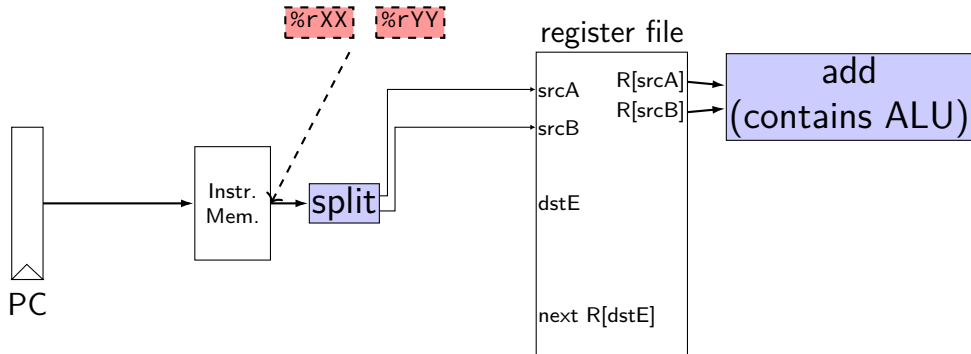 %rXX %rYY
register file
add
(contains ALU)
R[srcA]
R[srcB]
srcA
srcB
Instr.
Mem.
split
dstE
PC
next R[dstE]